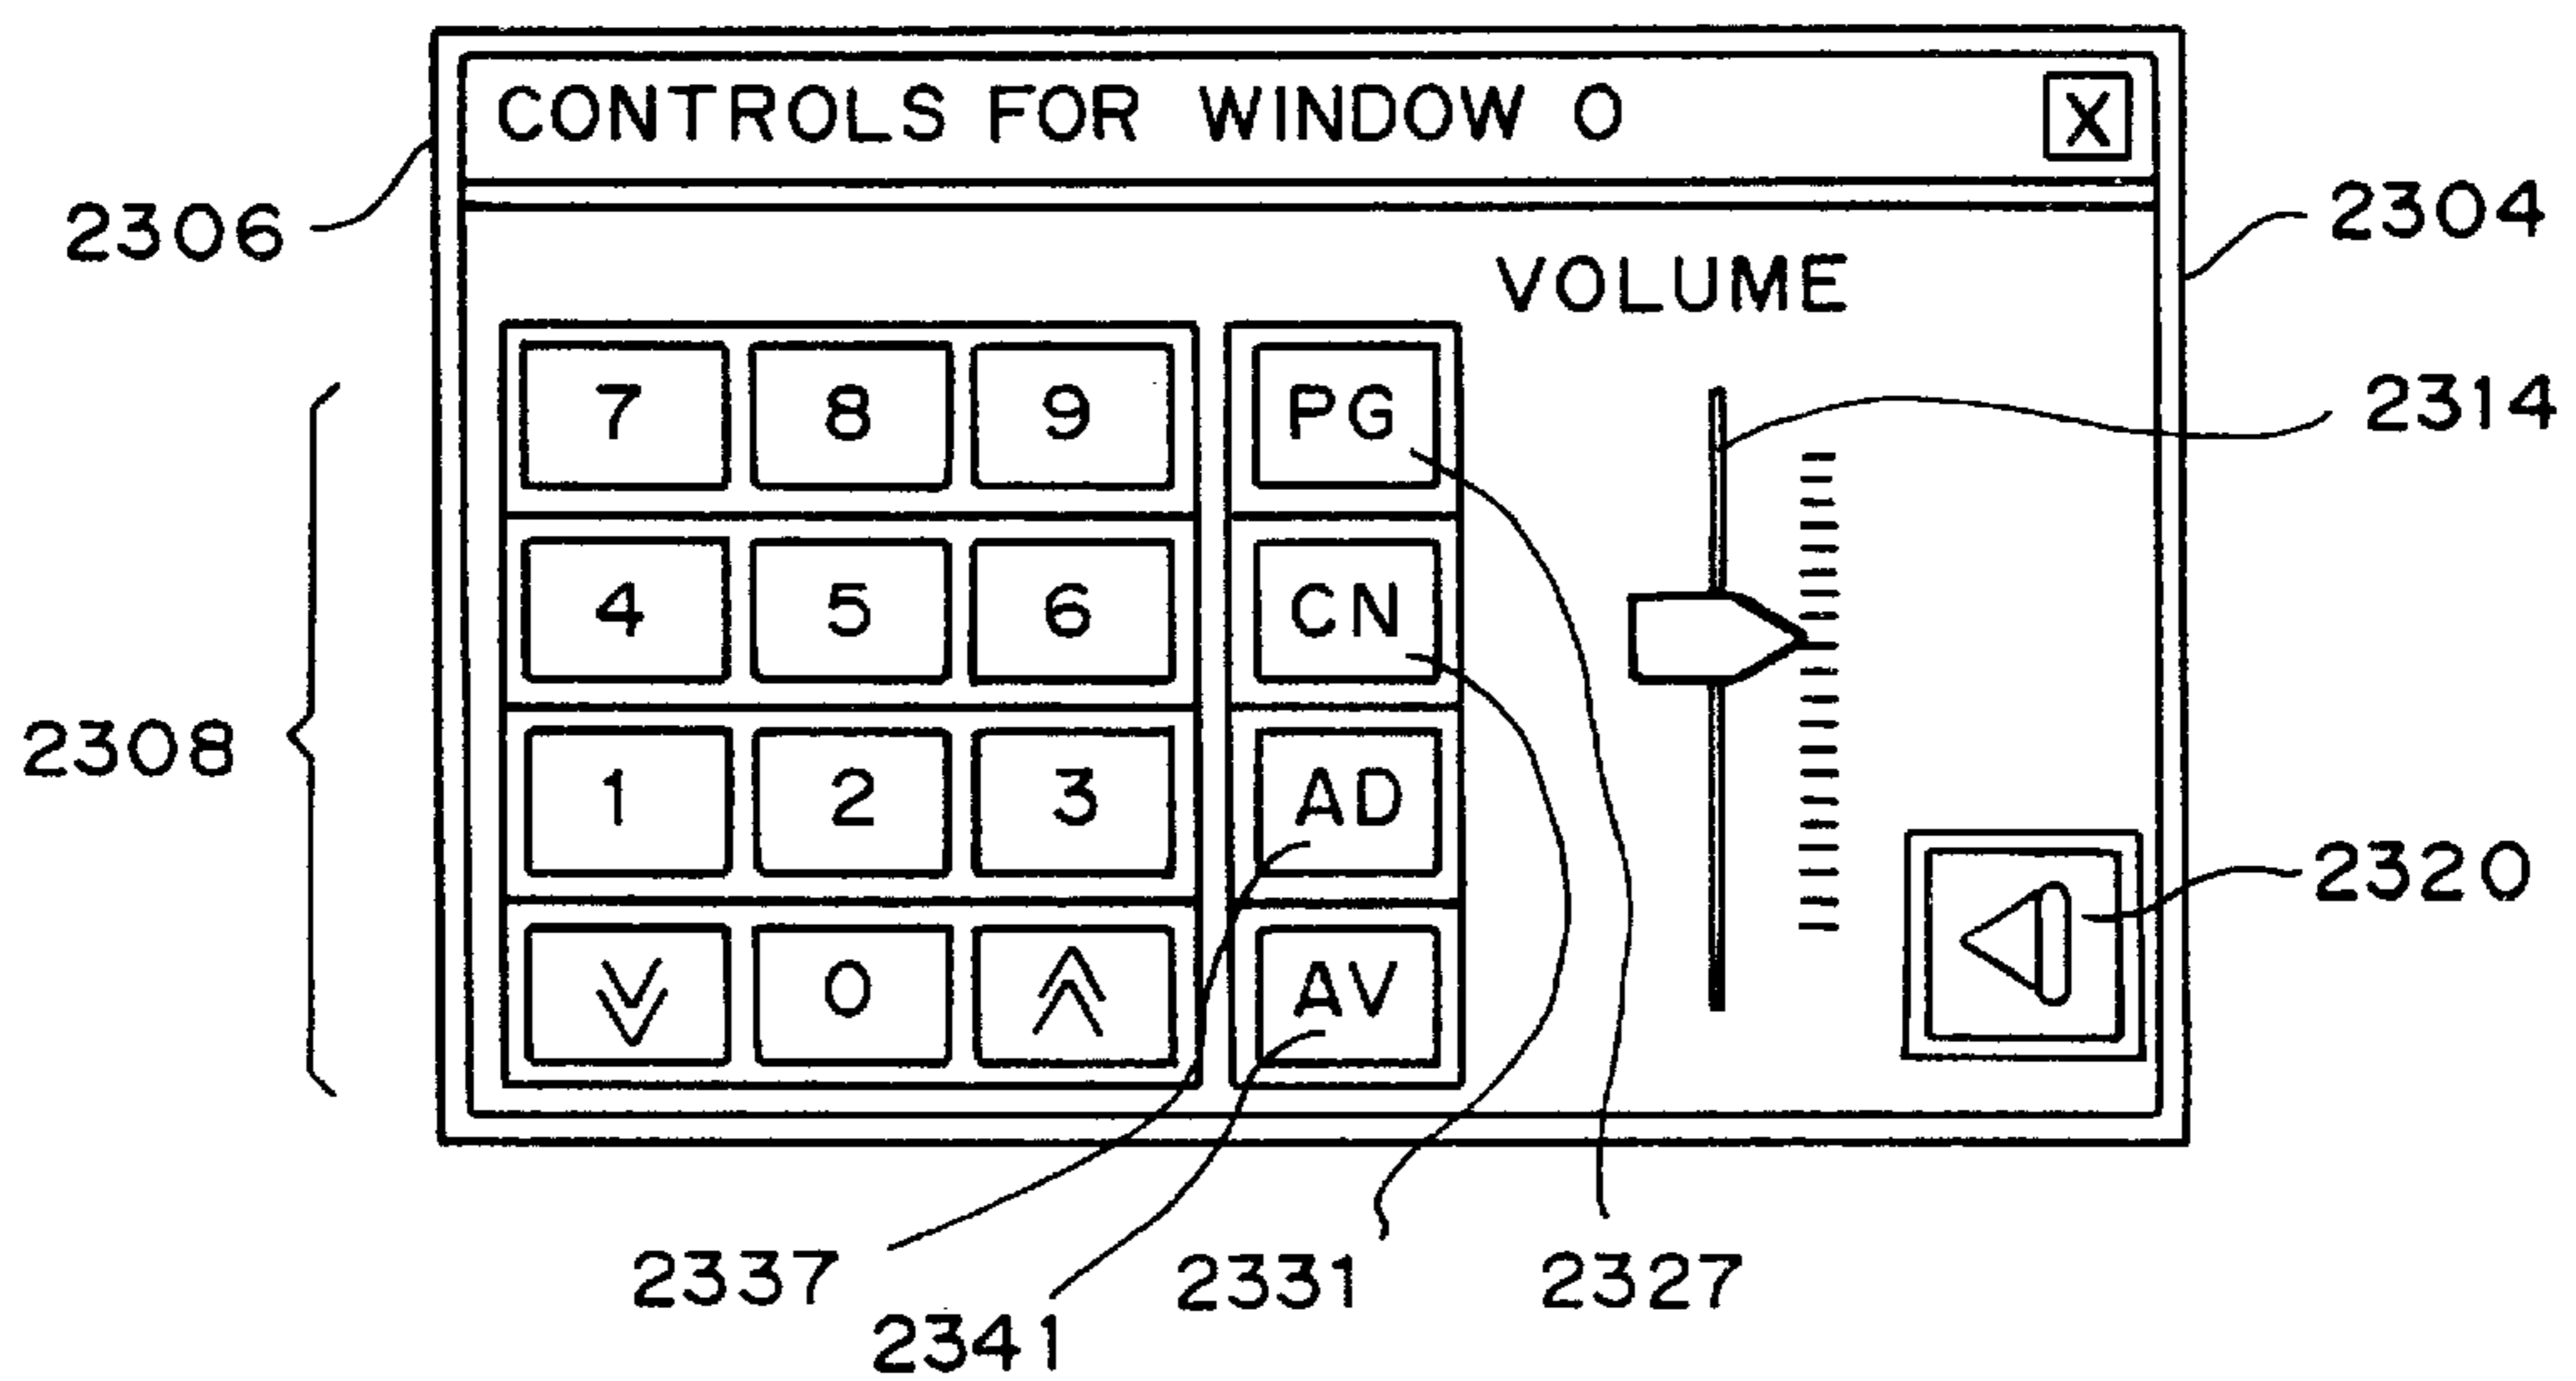 CONTROLS FOR WINDOW 0 X
2306
2304
VOLUME
7 8 9 PG
2314
4 5 6 CN
2308
1 2 3 AD
2320
0 AV
2337
2331
2327
2341